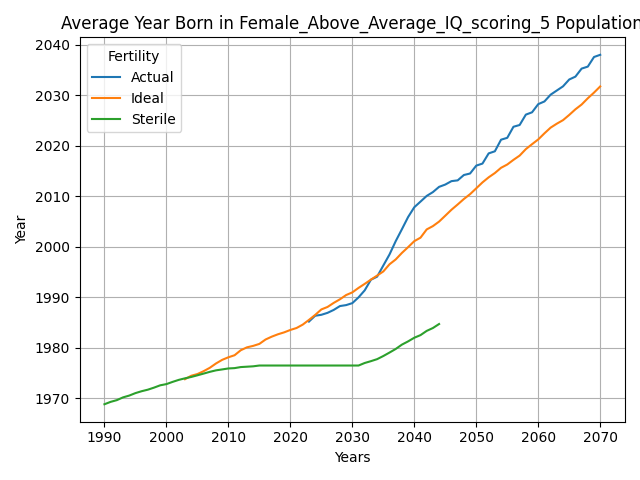 Average Year Born in Female_Above_Average_IQ_scoring_5 Population
Fertility
Actual
Ideal
Sterile
2040
2030
2020
2010
2000
1990
1980
1970
Year
1990 2000 2010 2020 2030 2040 2050 2060 2070
Years